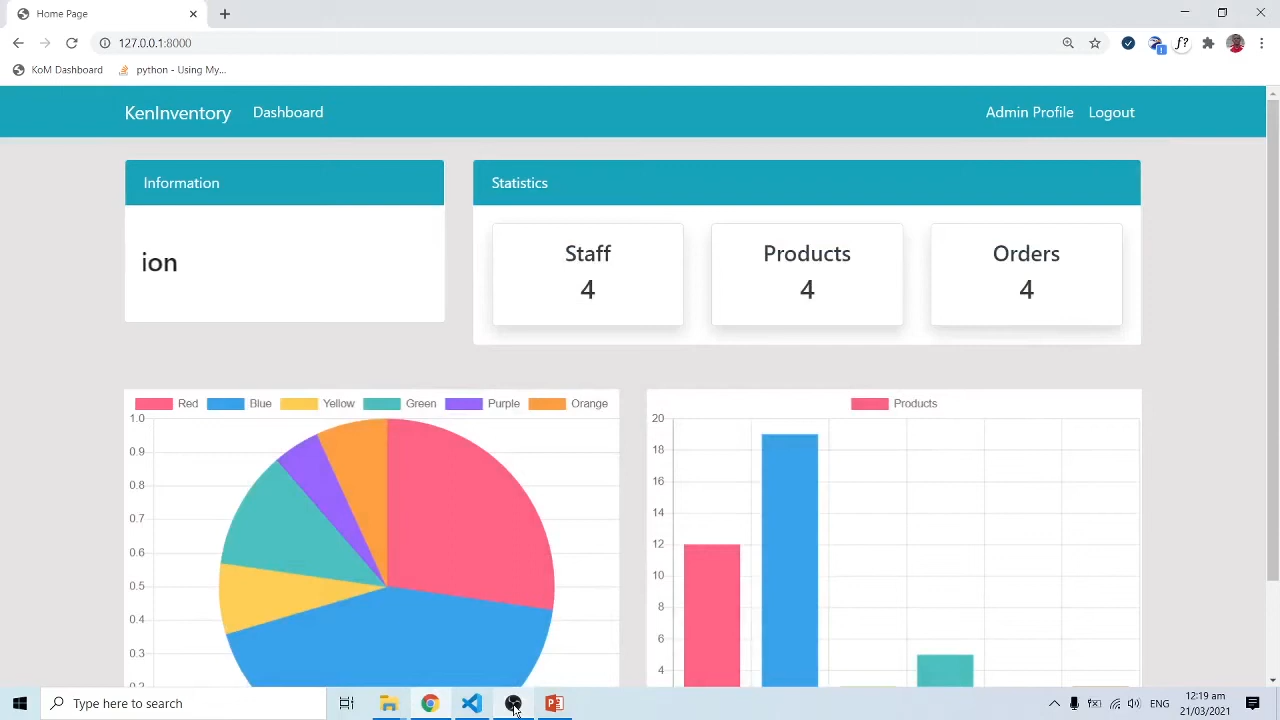 Home Page
127.0.0.1:8000
KoM Dashboard
python - Using My...
KenInventory Dashboard Admin Profile Logout
Information
ion
Statistics
Staff
4
Products
4
Orders
4
Red Blue Yellow Green Purple Orange
1.0
0.9
0.8
0.7
0.6
0.5
0.4
0.3
Products
20
18
16
14
12
10
8
6
4
Type here to search
ENG
12:19 am
21/03/2021